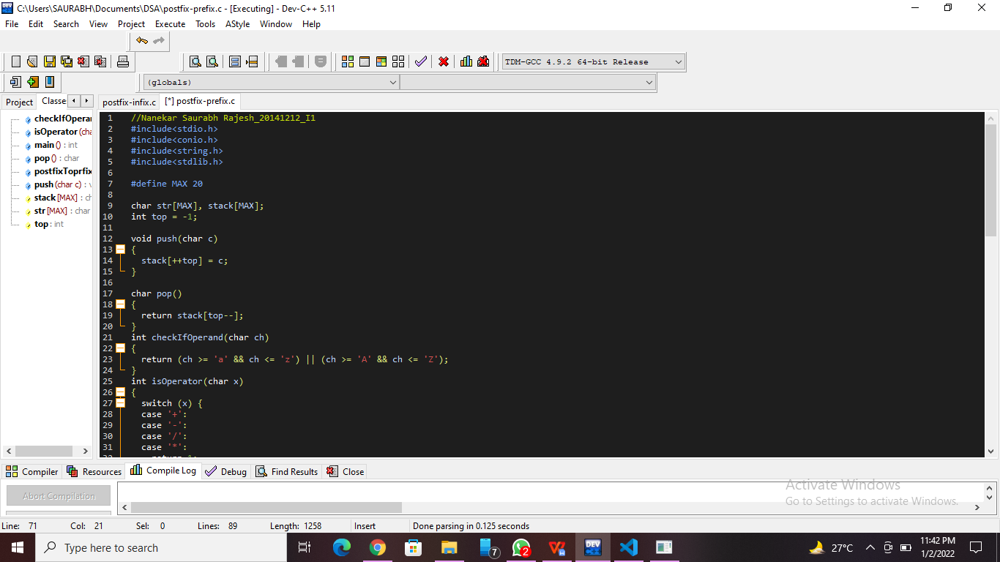 C:\Users\SAURABH\Documents\DSA\postfix-prefix.c - [Executing] - Dev-C++ 5.11
File Edit Search View Project Execute Tools AStyle Window Help
TDM-GCC 4.9.2 64-bit Release
(globals)
Project Classe postfix-infix.c [*] postfix-prefix.c
checkIfOpera
isOperator (cha
main () : int
pop () : char
postfixToprfix
push (char c) : v
stack [MAX] : ch
str [MAX] : char
top : int
1 //Nanekar Saurabh Rajesh_20141212_I1
2 #include<stdio.h>
3 #include<conio.h>
4 #include<string.h>
5 #include<stdlib.h>
6
7 #define MAX 20
8
9 char str[MAX], stack[MAX];
10 int top = -1;
11
12 void push(char c)
13 {
14 stack[++top] = c;
15 }
16
17 char pop()
18 {
19 return stack[top--];
20 }
21 int checkIfOperand(char ch)
22 {
23 return (ch >= 'a' && ch <= 'z') || (ch >= 'A' && ch <= 'Z');
24 }
25 int isOperator(char x)
26 {
27 switch (x) {
28 case '+':
29 case '-':
30 case '/':
31 case '*':
32 return 1;
Compiler Resources Compile Log Debug Find Results Close
Abort Compilation
Activate Windows
Go to Settings to activate Windows.
Line: 71 Col: 21 Sel: 0 Lines: 89 Length: 1258 Insert Done parsing in 0.125 seconds
Type here to search
7
2
DEV
27°C
11:42 PM
1/2/2022